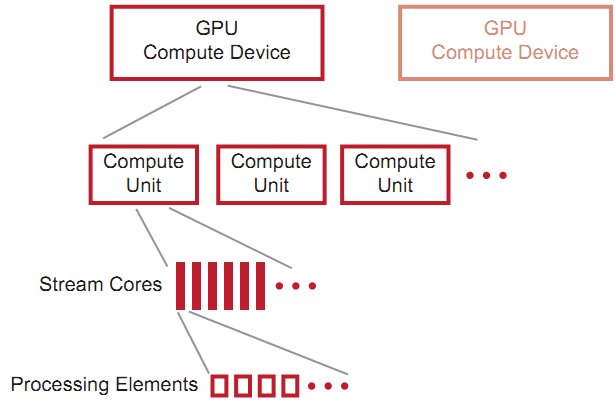 GPU
Compute Device
GPU
Compute Device
Compute
Unit
Compute
Unit
Compute
Unit
Stream Cores
Processing Elements